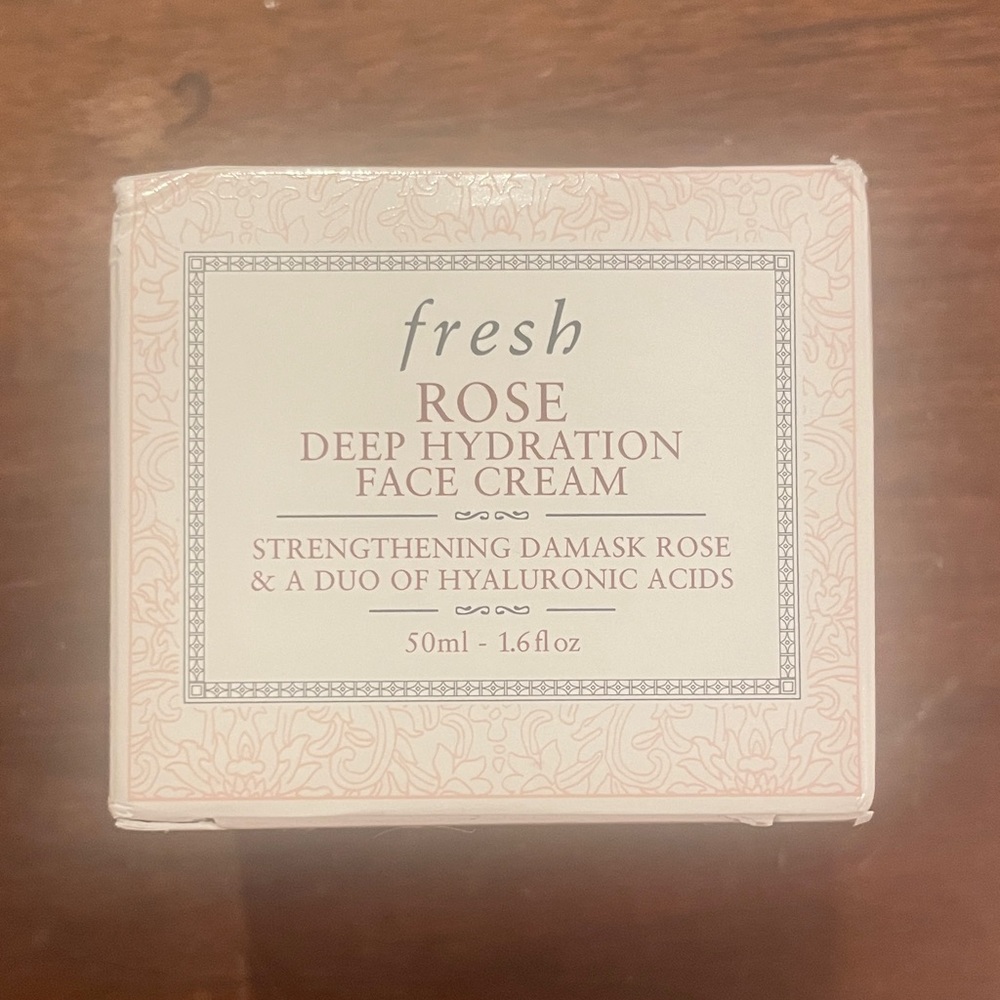 fresh
ROSE
DEEP HYDRATION
FACE CREAM
STRENGTHENING DAMASK ROSE
& A DUO OF HYALURONIC ACIDS
50ml - 1.6 fl oz